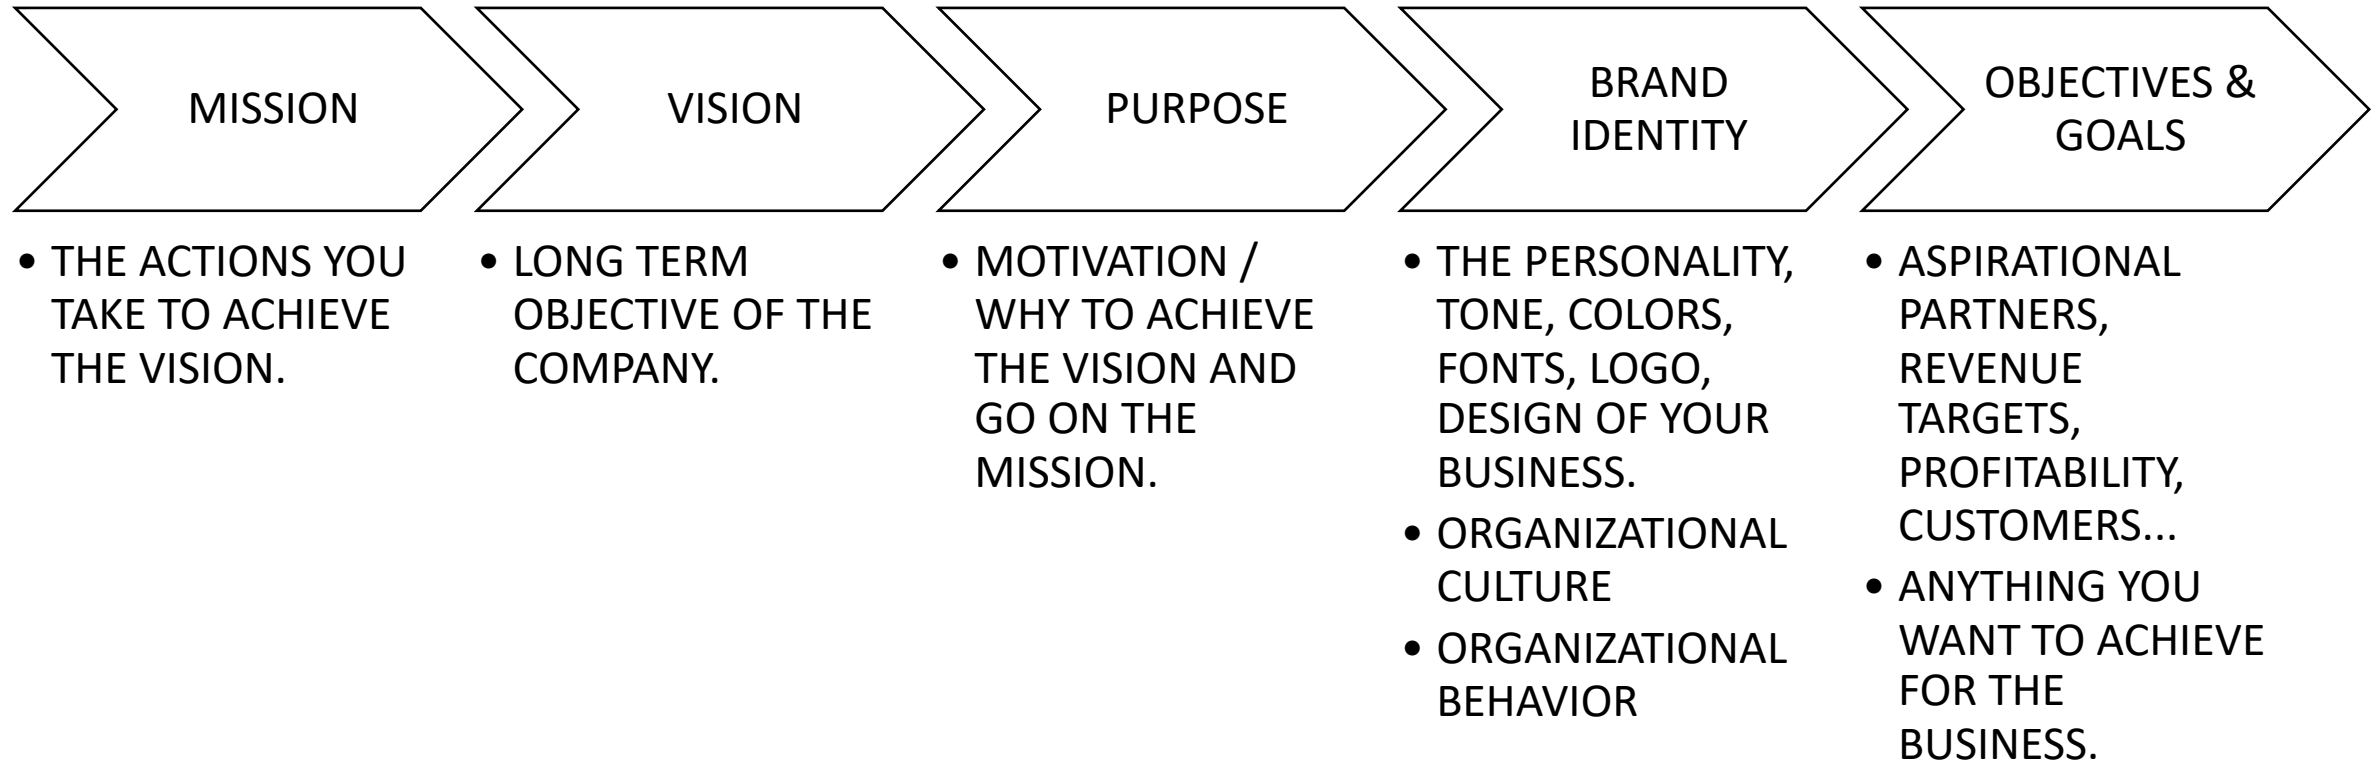 MISSION
VISION
PURPOSE
BRAND
IDENTITY
OBJECTIVES &
GOALS
• THE ACTIONS YOU
TAKE TO ACHIEVE
THE VISION.
• LONG TERM
OBJECTIVE OF THE
COMPANY.
• MOTIVATION /
WHY TO ACHIEVE
THE VISION AND
GO ON THE
MISSION.
• THE PERSONALITY,
TONE, COLORS,
FONTS, LOGO,
DESIGN OF YOUR
BUSINESS.
• ORGANIZATIONAL
CULTURE
• ORGANIZATIONAL
BEHAVIOR
• ASPIRATIONAL
PARTNERS,
REVENUE
TARGETS,
PROFITABILITY,
CUSTOMERS...
• ANYTHING YOU
WANT TO ACHIEVE
FOR THE
BUSINESS.